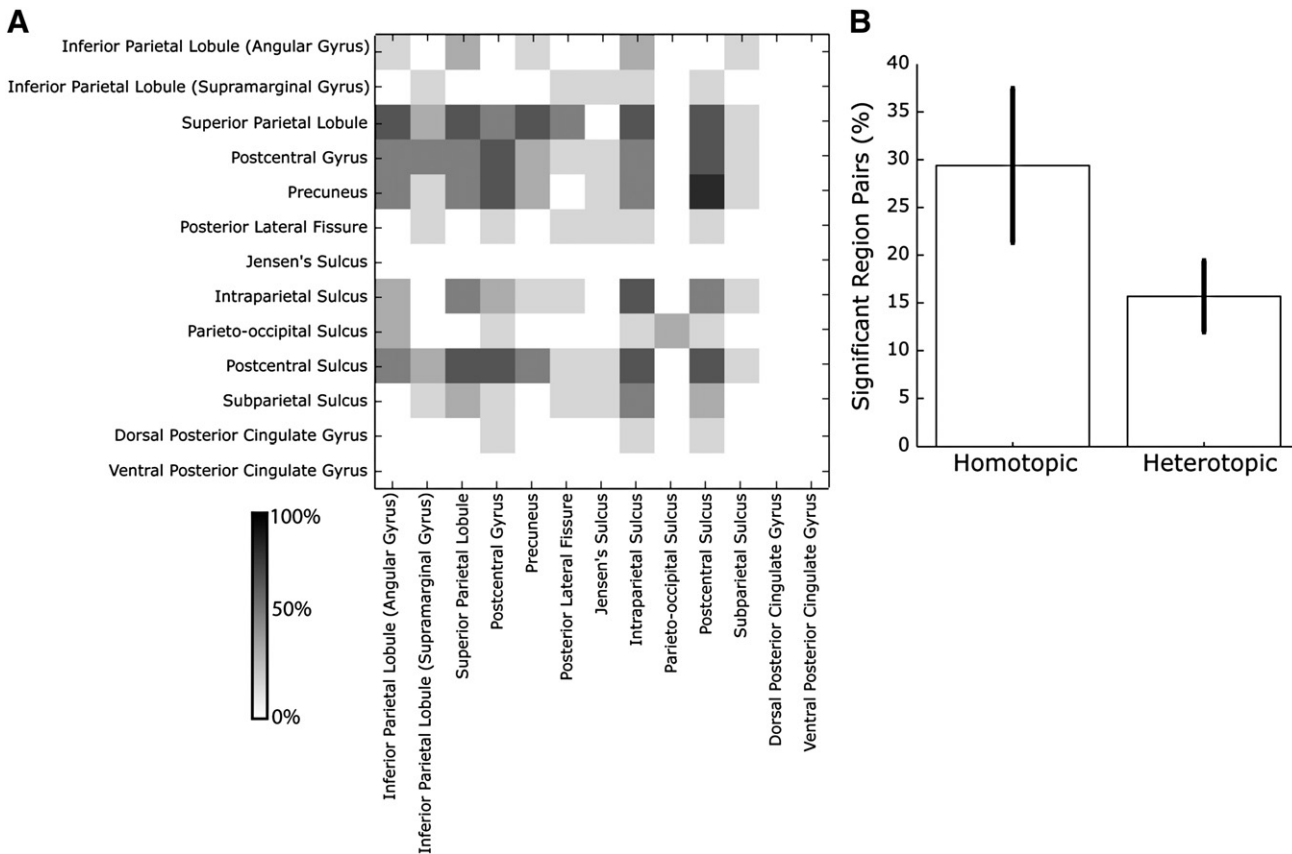 A
Inferior Parietal Lobule (Angular Gyrus)
Inferior Parietal Lobule (Supramarginal Gyrus)
Superior Parietal Lobule
Postcentral Gyrus
Precuneus
Posterior Lateral Fissure
Jensen's Sulcus
Intraparietal Sulcus
Parieto-occipital Sulcus
Postcentral Sulcus
Subparietal Sulcus
Dorsal Posterior Cingulate Gyrus
Ventral Posterior Cingulate Gyrus
100%
50%
0%
Inferior Parietal Lobule (Angular Gyrus)
Inferior Parietal Lobule (Supramarginal Gyrus)
Superior Parietal Lobule
Postcentral Gyrus
Precuneus
Posterior Lateral Fissure
Jensen's Sulcus
Intraparietal Sulcus
Parieto-occipital Sulcus
Postcentral Sulcus
Subparietal Sulcus
Dorsal Posterior Cingulate Gyrus
Ventral Posterior Cingulate Gyrus
B
Significant Region Pairs (%)
40
35
30
25
20
15
10
5
0
Homotopic
Heterotopic